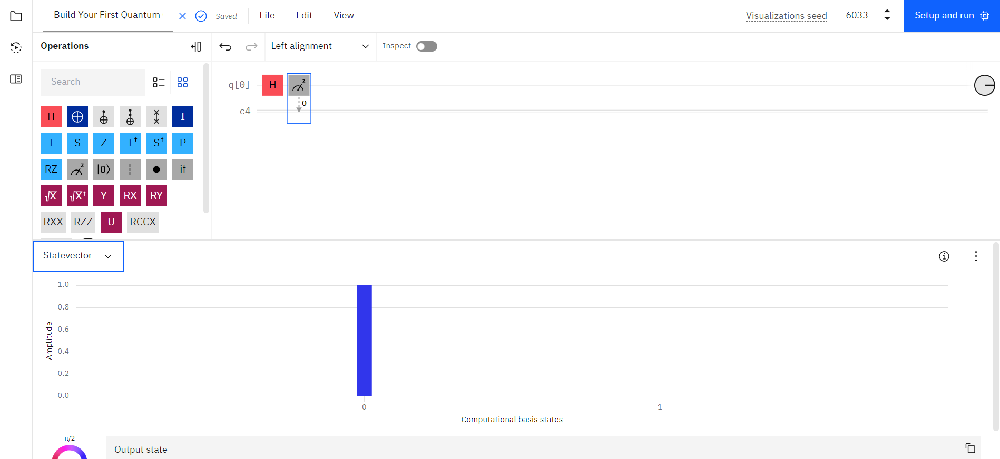 Build Your First Quantum
Saved
File
Edit
View
Visualizations seed
6033
Setup and run
Operations
Left alignment
Inspect
Search
q[0]
H
z
0
c4
H
I
T
S
Z
T†
S†
P
RZ
z
|0⟩
if
√X
√X†
Y
RX
RY
RXX
RZZ
U
RCCX
Statevector
Amplitude
1.0
0.8
0.6
0.4
0.2
0.0
0
1
Computational basis states
π/2
Output state